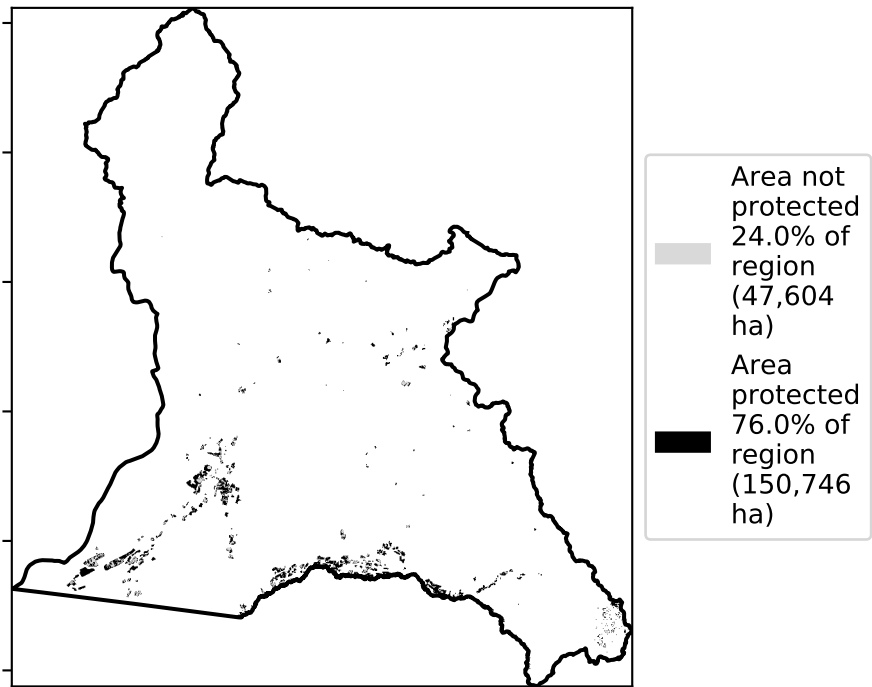 Area not
protected
24.0% of
region
(47,604
ha)
Area
protected
76.0% of
region
(150,746
ha)